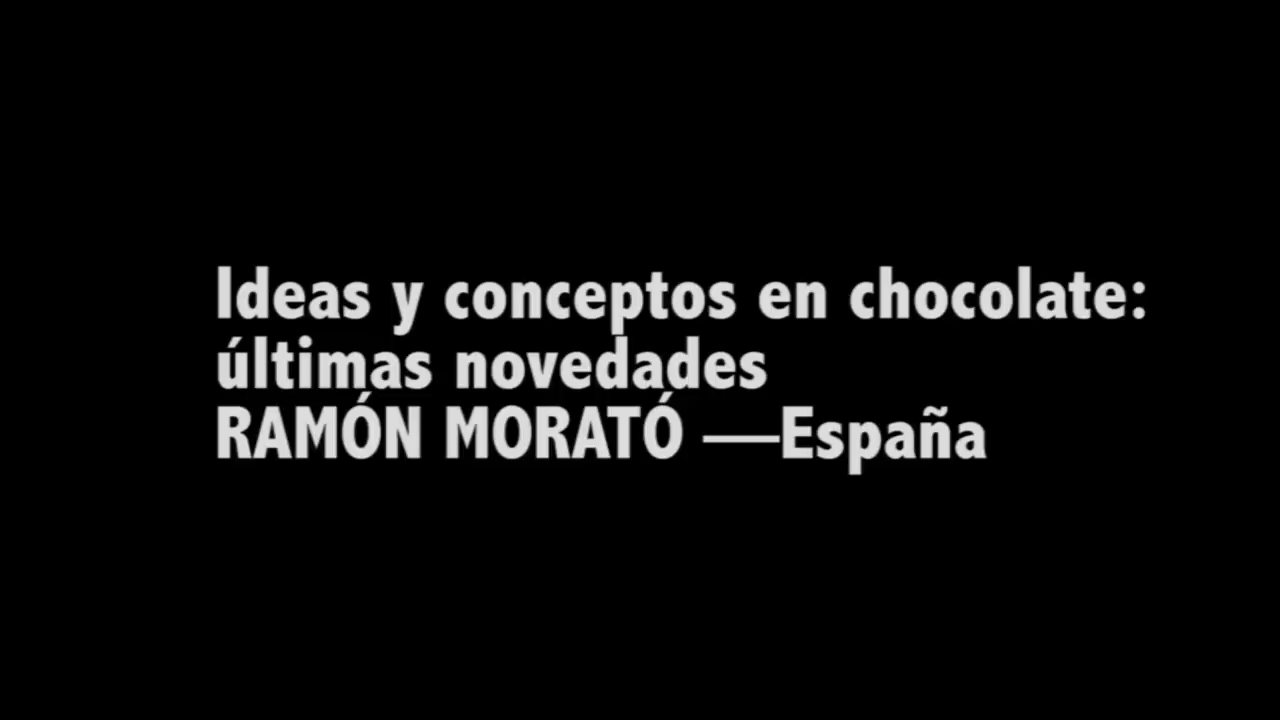 Ideas y conceptos en chocolate:
últimas novedades
RAMÓN MORATÓ —España